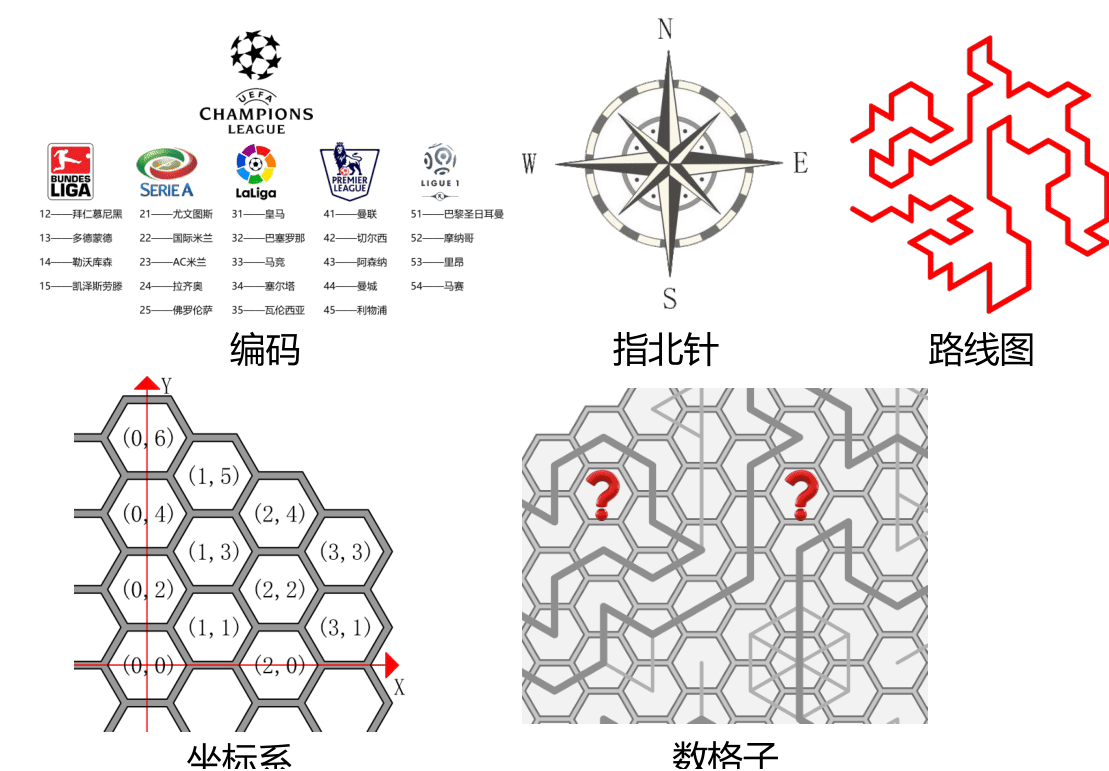 UEFA
CHAMPIONS
LEAGUE
BUNDES
LIGA
SERIE A
LaLiga
PREMIER
LEAGUE
LIGUE 1
12——拜仁慕尼黑 21——尤文图斯 31——皇马 41——曼联 51——巴黎圣日耳曼
13——多德蒙德 22——国际米兰 32——巴塞罗那 42——切尔西 52——摩纳哥
14——勒沃库森 23——AC米兰 33——马竞 43——阿森纳 53——里昂
15——凯泽斯劳滕 24——拉齐奥 34——塞尔塔 44——曼城 54——马赛
25——佛罗伦萨 35——瓦伦西亚 45——利物浦
编码
N
W
E
S
指北针
路线图
Y
(0,6)
(1,5)
(0,4) (2,4)
(1,3) (3,3)
(0,2) (2,2)
(1,1) (3,1)
(0,0) (2,0)
X
坐标系
? ?
数格子